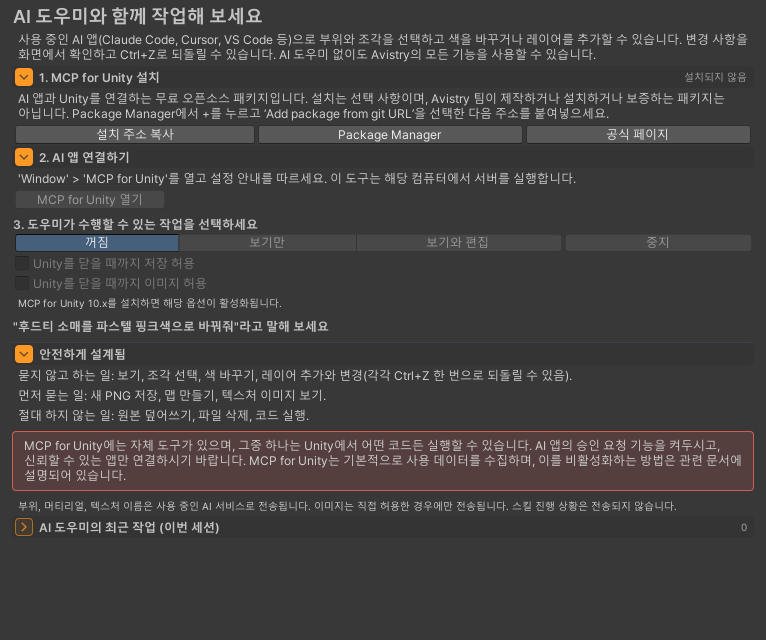 AI 도우미와 함께 작업해 보세요
사용 중인 AI 앱(Claude Code, Cursor, VS Code 등)으로 부위와 조각을 선택하고 색을 바꾸거나 레이어를 추가할 수 있습니다. 변경 사항을
화면에서 확인하고 Ctrl+Z로 되돌릴 수 있습니다. AI 도우미 없이도 Avistry의 모든 기능을 사용할 수 있습니다.
1. MCP for Unity 설치
설치되지 않음
AI 앱과 Unity를 연결하는 무료 오픈소스 패키지입니다. 설치는 선택 사항이며, Avistry 팀이 제작하거나 설치하거나 보증하는 패키지는
아닙니다. Package Manager에서 +를 누르고 'Add package from git URL'을 선택한 다음 주소를 붙여넣으세요.
설치 주소 복사
Package Manager
공식 페이지
2. AI 앱 연결하기
'Window' > 'MCP for Unity'를 열고 설정 안내를 따르세요. 이 도구는 해당 컴퓨터에서 서버를 실행합니다.
MCP for Unity 열기
3. 도우미가 수행할 수 있는 작업을 선택하세요
꺼짐
보기만
보기와 편집
중지
Unity를 닫을 때까지 저장 허용
Unity를 닫을 때까지 이미지 허용
MCP for Unity 10.x를 설치하면 해당 옵션이 활성화됩니다.
"후드티 소매를 파스텔 핑크색으로 바꿔줘"라고 말해 보세요
안전하게 설계됨
묻지 않고 하는 일: 보기, 조각 선택, 색 바꾸기, 레이어 추가와 변경(각각 Ctrl+Z 한 번으로 되돌릴 수 있음).
먼저 묻는 일: 새 PNG 저장, 맵 만들기, 텍스처 이미지 보기.
절대 하지 않는 일: 원본 덮어쓰기, 파일 삭제, 코드 실행.
MCP for Unity에는 자체 도구가 있으며, 그중 하나는 Unity에서 어떤 코드든 실행할 수 있습니다. AI 앱의 승인 요청 기능을 켜두시고,
신뢰할 수 있는 앱만 연결하시기 바랍니다. MCP for Unity는 기본적으로 사용 데이터를 수집하며, 이를 비활성화하는 방법은 관련 문서에
설명되어 있습니다.
부위, 머티리얼, 텍스처 이름은 사용 중인 AI 서비스로 전송됩니다. 이미지는 직접 허용한 경우에만 전송됩니다. 스킬 진행 상황은 전송되지 않습니다.
AI 도우미의 최근 작업 (이번 세션)
0